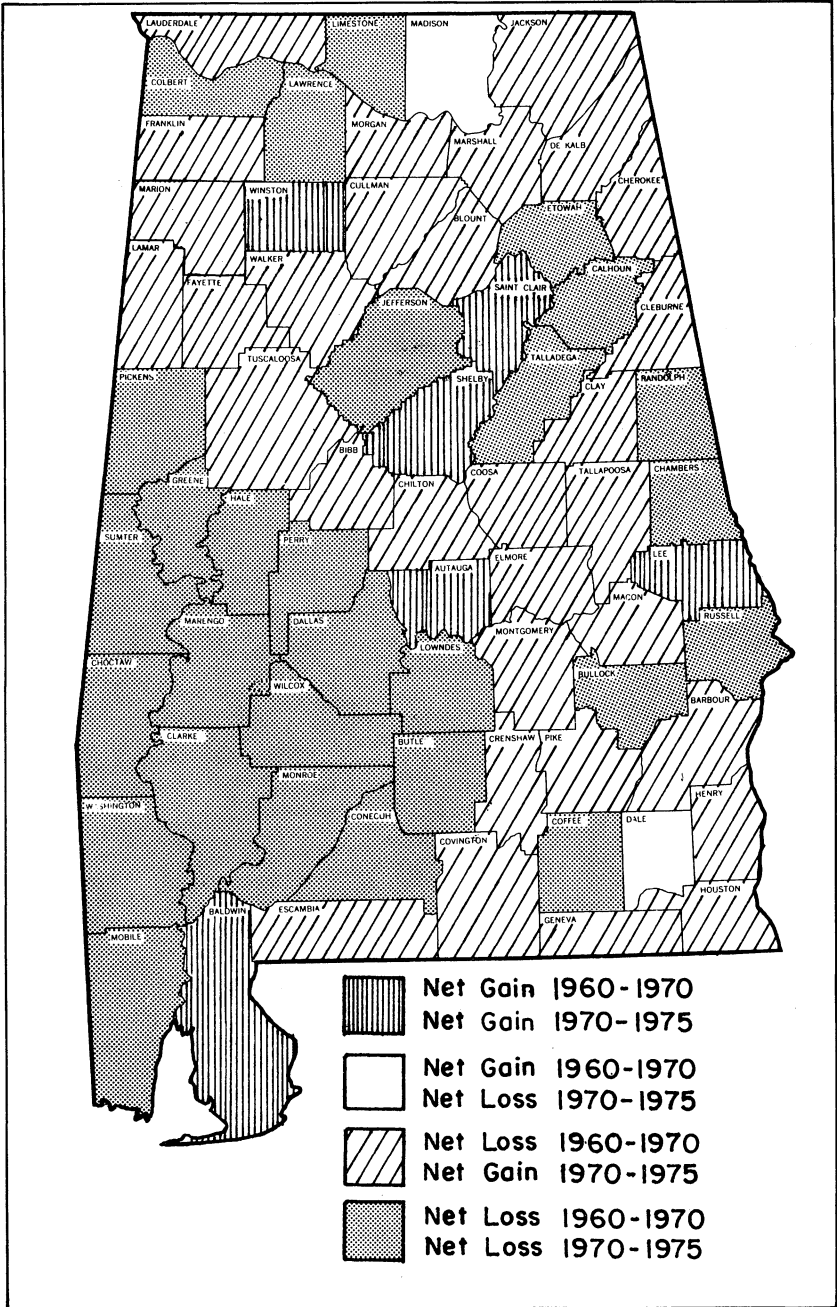 LAUDERDALE
LIMESTONE
MADISON
JACKSON
COLBERT
LAWRENCE
FRANKLIN
MORGAN
MARSHALL
DE KALB
CHEROKEE
MARION
WINSTON
CULLMAN
BLOUNT
ETOWAH
LAMAR
WALKER
FAYETTE
JEFFERSON
SAINT CLAIR
CALHOUN
CLEBURNE
TUSCALOOSA
TALLADEGA
PICKENS
SHELBY
CLAY
RANDOLPH
BIBB
GREENE
HALE
CHILTON
COOSA
TALLAPOOSA
CHAMBERS
SUMTER
PERRY
AUTAUGA
ELMORE
LEE
MACON
MARENGO
DALLAS
LOWNDES
MONTGOMERY
RUSSELL
CHOCTAW
WILCOX
BULLOCK
BARBOUR
CLARKE
BUTLE
CRENSHAW
PIKE
MONROE
HENRY
WASHINGTON
CONECUH
COVINGTON
COFFEE
DALE
HOUSTON
BALDWIN
ESCAMBIA
GENEVA
MOBILE
Net Gain 1960-1970
Net Gain 1970-1975
Net Gain 1960-1970
Net Loss 1970-1975
Net Loss 1960-1970
Net Gain 1970-1975
Net Loss 1960-1970
Net Loss 1970-1975